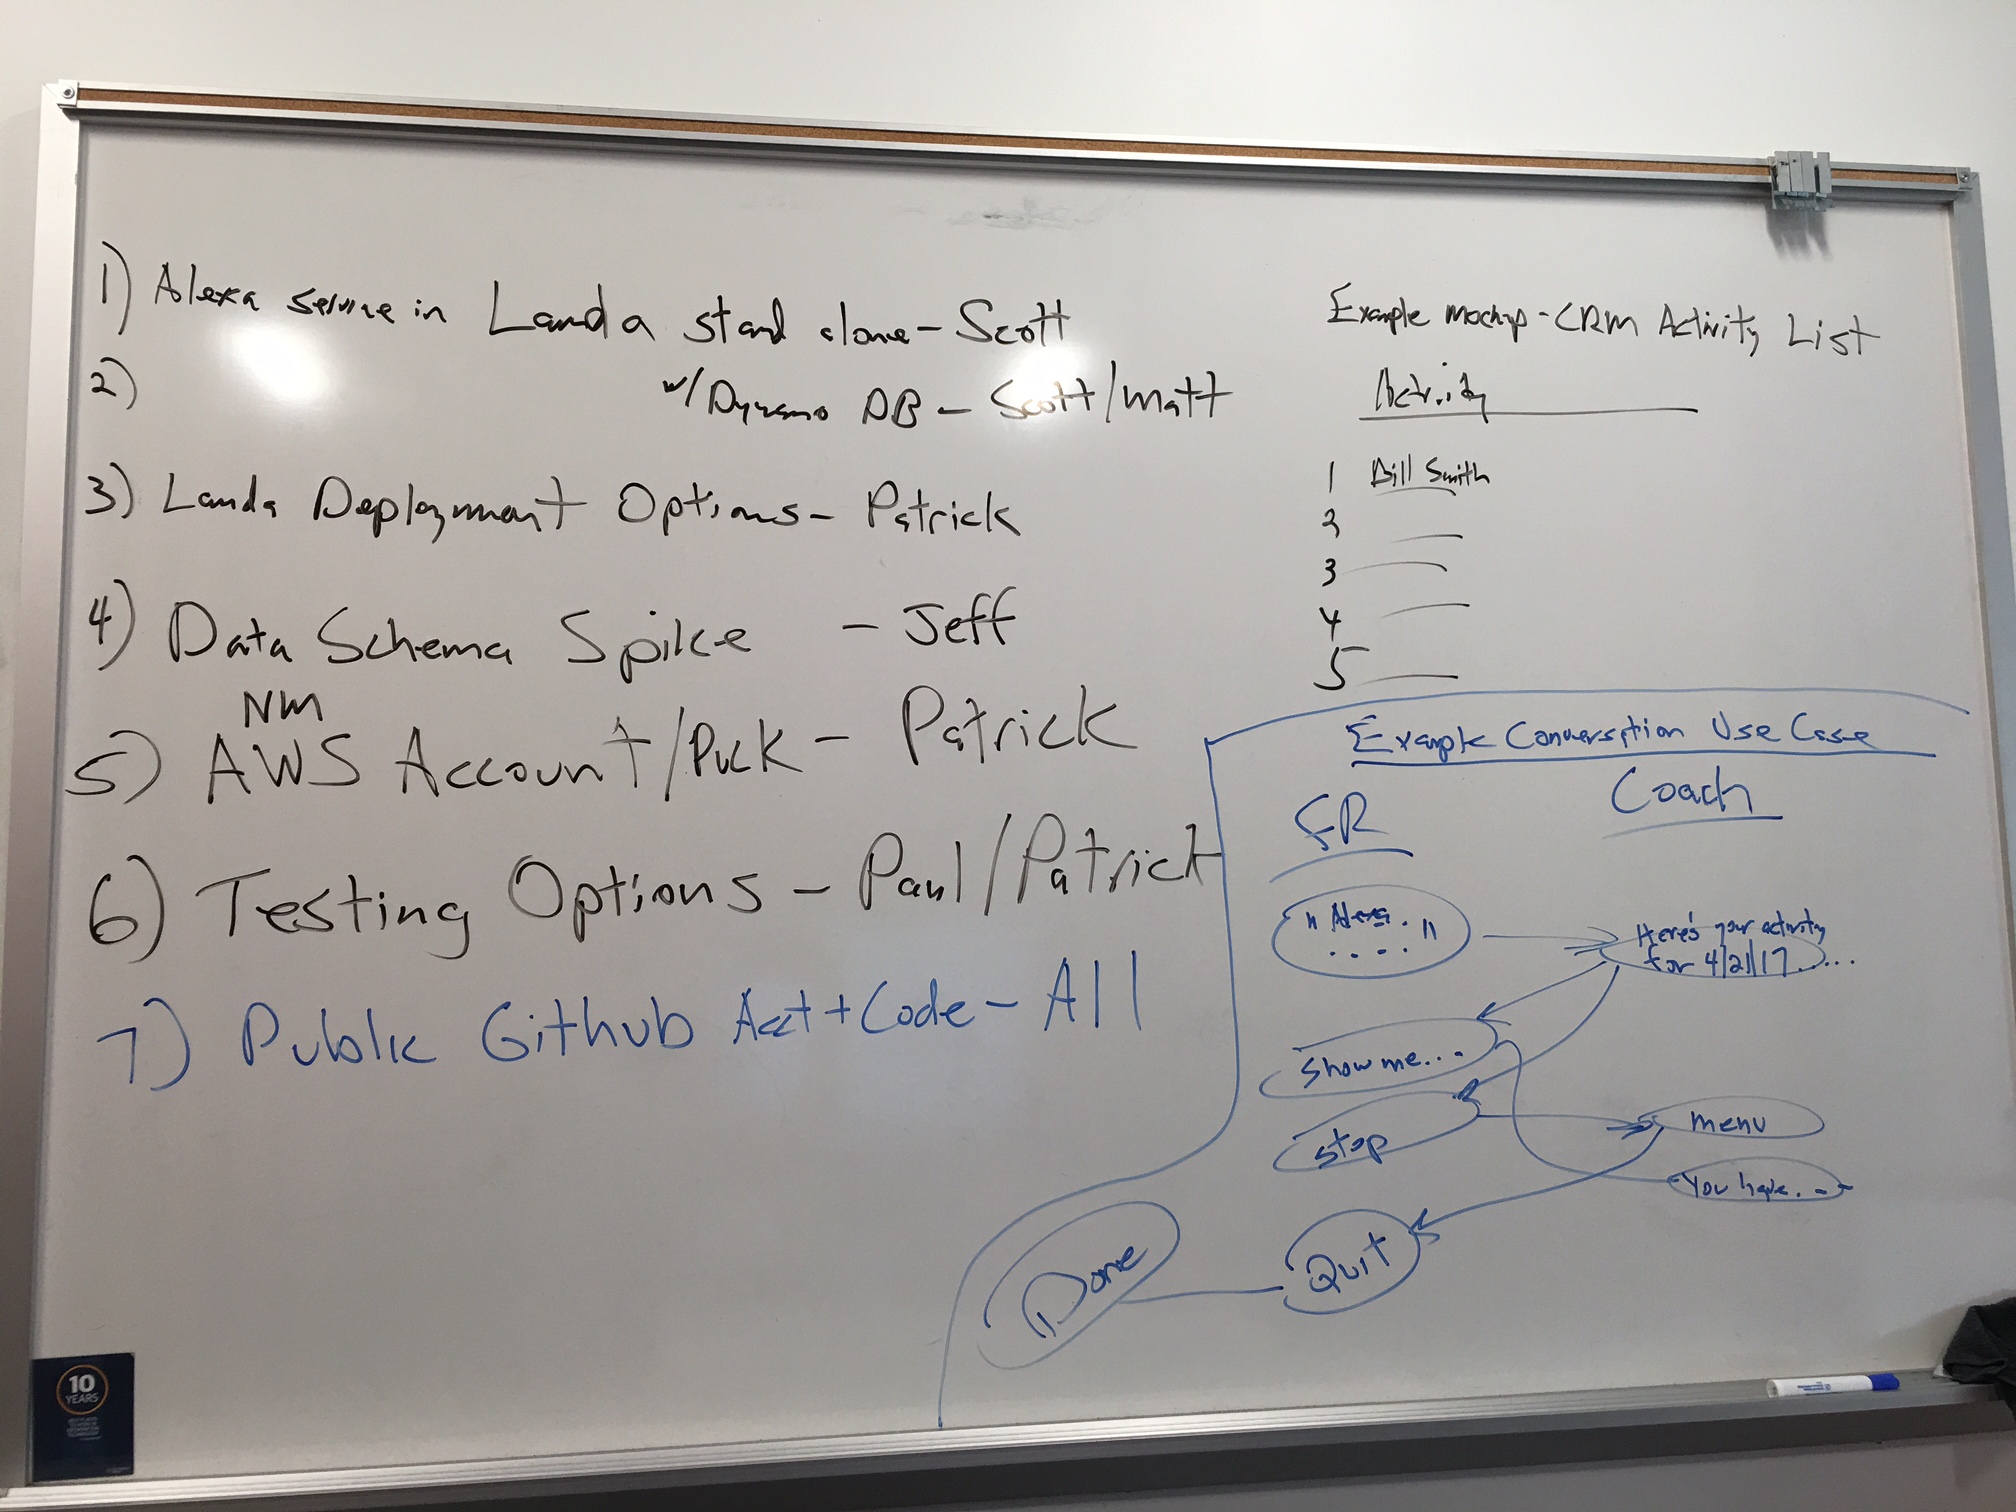 1) Alexa service in Landa stand alone - Scott
2) w/ Dynamo DB - Scott/Matt
3) Landa Deployment Options - Patrick
4) Data Schema Spike - Jeff
NM
5) AWS Account/Puck - Patrick
6) Testing Options - Paul/Patrick
7) Public Github Acct + Code - All
Example Mockup - CRM Activity List
Activity
1 Bill Smith
2
3
4
5
Example Conversation Use Case
FR
Coach
"Alexa. ...."
Here's your activity
for 4/21/17.....
Show me...
stop
menu
You have...
Quit
Done
10
YEARS